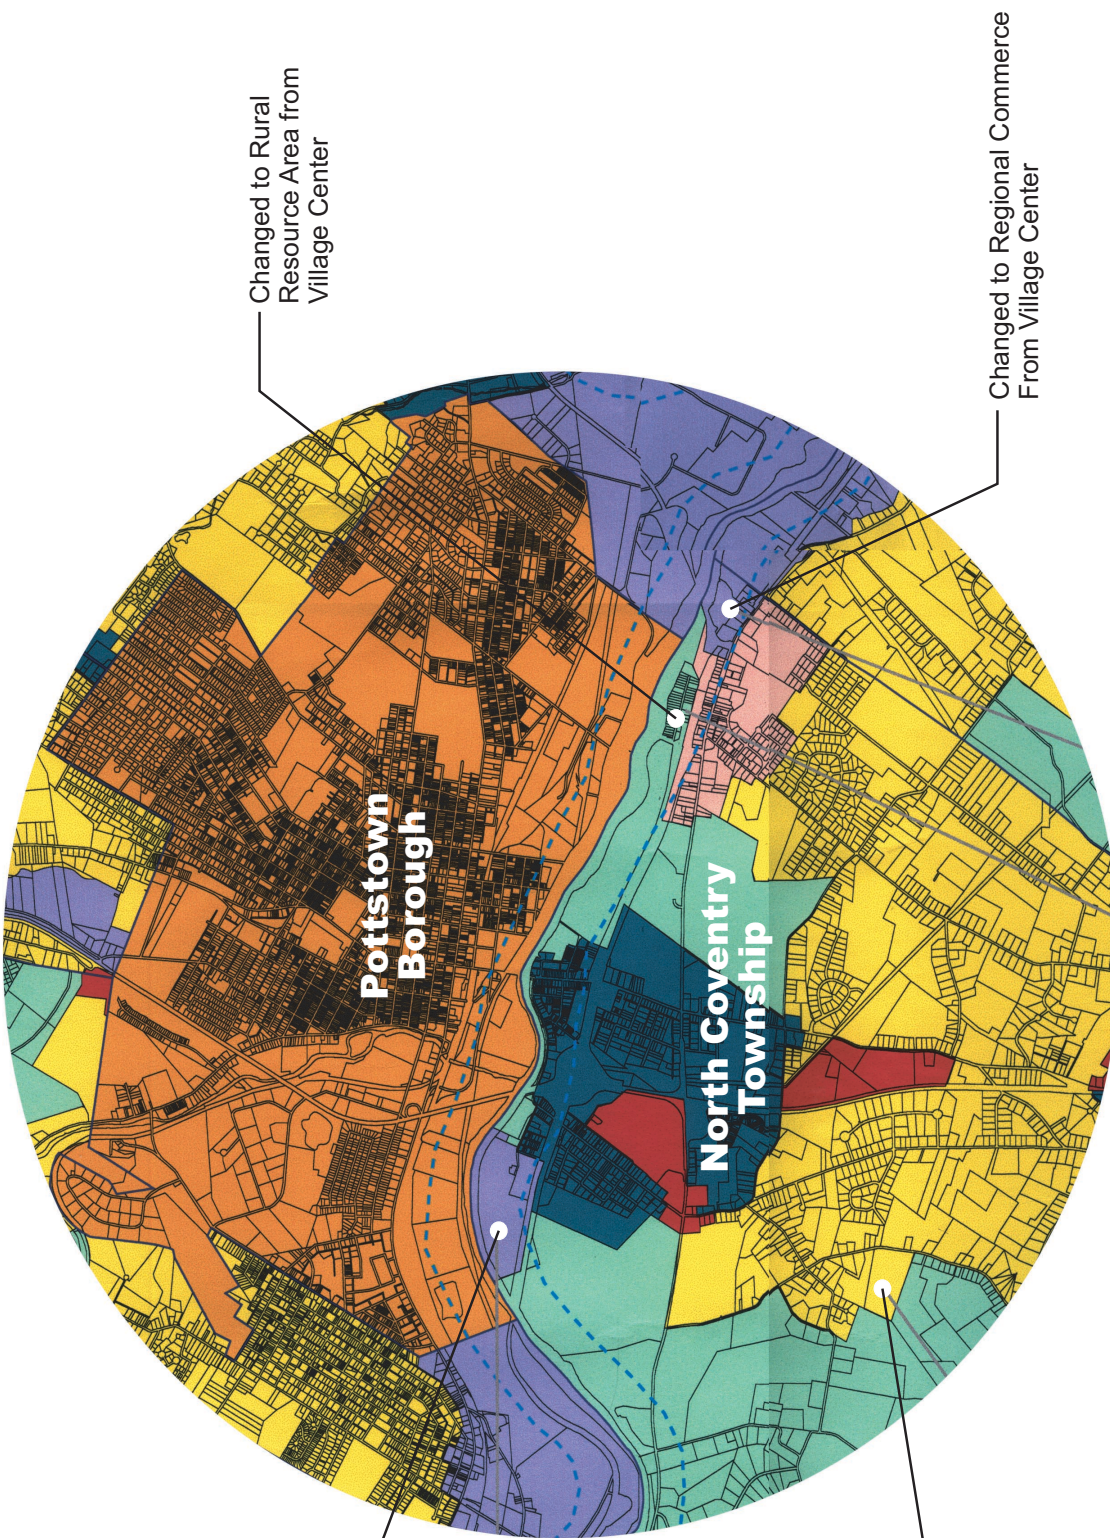 Changed to Rural
Resource Area from
Village Center
Changed to Regional Commerce
From Village Center
Pottstown
Borough
North Coventry
Township